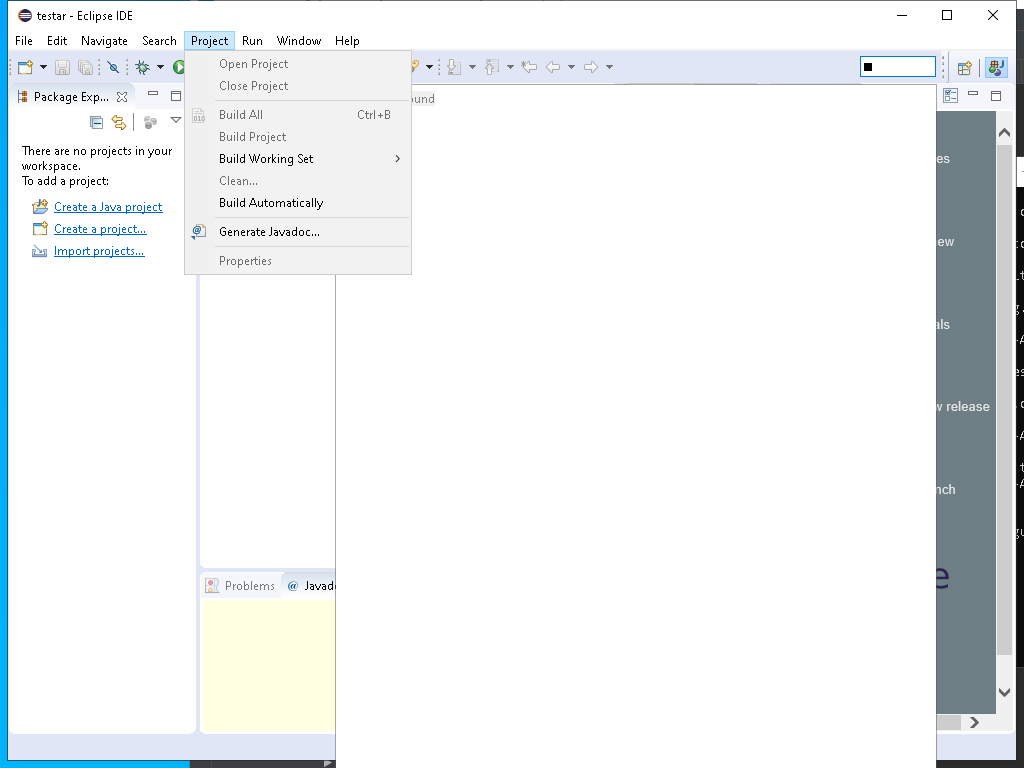 testar - Eclipse IDE
File Edit Navigate Search Project Run Window Help
Open Project
Close Project
Build All Ctrl+B
Build Project
Build Working Set
Clean...
Build Automatically
Generate Javadoc...
Properties
Package Exp...
There are no projects in your
workspace.
To add a project:
Create a Java project
Create a project...
Import projects...
Problems
@ Javad
ound
es
ew
als
w release
nch
e